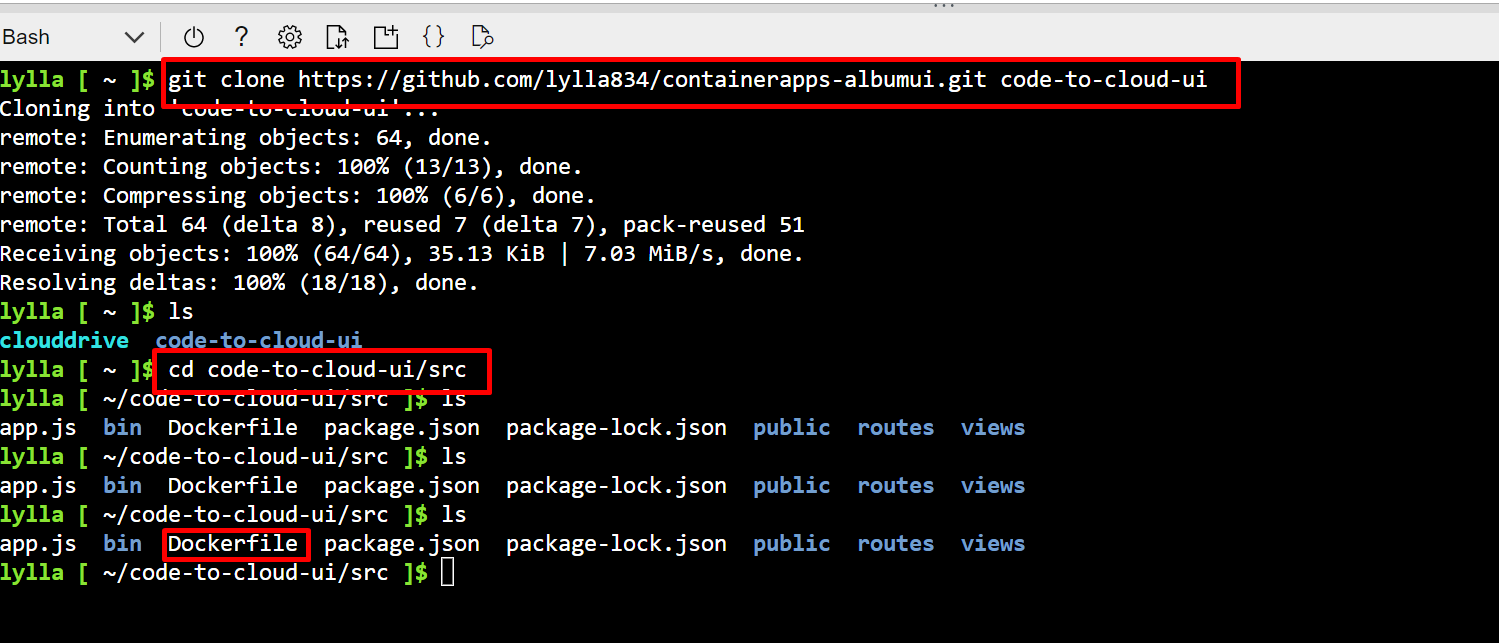 Bash
lylla [ ~ ]$ git clone https://github.com/lylla834/containerapps-albumui.git code-to-cloud-ui
Cloning into 'code-to-cloud-ui'...
remote: Enumerating objects: 64, done.
remote: Counting objects: 100% (13/13), done.
remote: Compressing objects: 100% (6/6), done.
remote: Total 64 (delta 8), reused 7 (delta 7), pack-reused 51
Receiving objects: 100% (64/64), 35.13 KiB | 7.03 MiB/s, done.
Resolving deltas: 100% (18/18), done.
lylla [ ~ ]$ ls
clouddrive  code-to-cloud-ui
lylla [ ~ ]$ cd code-to-cloud-ui/src
lylla [ ~/code-to-cloud-ui/src ]$ ls
app.js  bin  Dockerfile  package.json  package-lock.json  public  routes  views
lylla [ ~/code-to-cloud-ui/src ]$ ls
app.js  bin  Dockerfile  package.json  package-lock.json  public  routes  views
lylla [ ~/code-to-cloud-ui/src ]$ ls
app.js  bin  Dockerfile  package.json  package-lock.json  public  routes  views
lylla [ ~/code-to-cloud-ui/src ]$